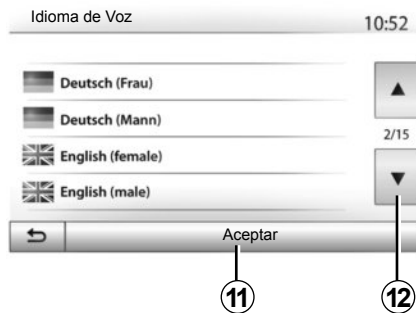 Idioma de Voz
10:52
Deutsch (Frau)
Deutsch (Mann)
2/15
English (female)
English (male)
Aceptar
11
12